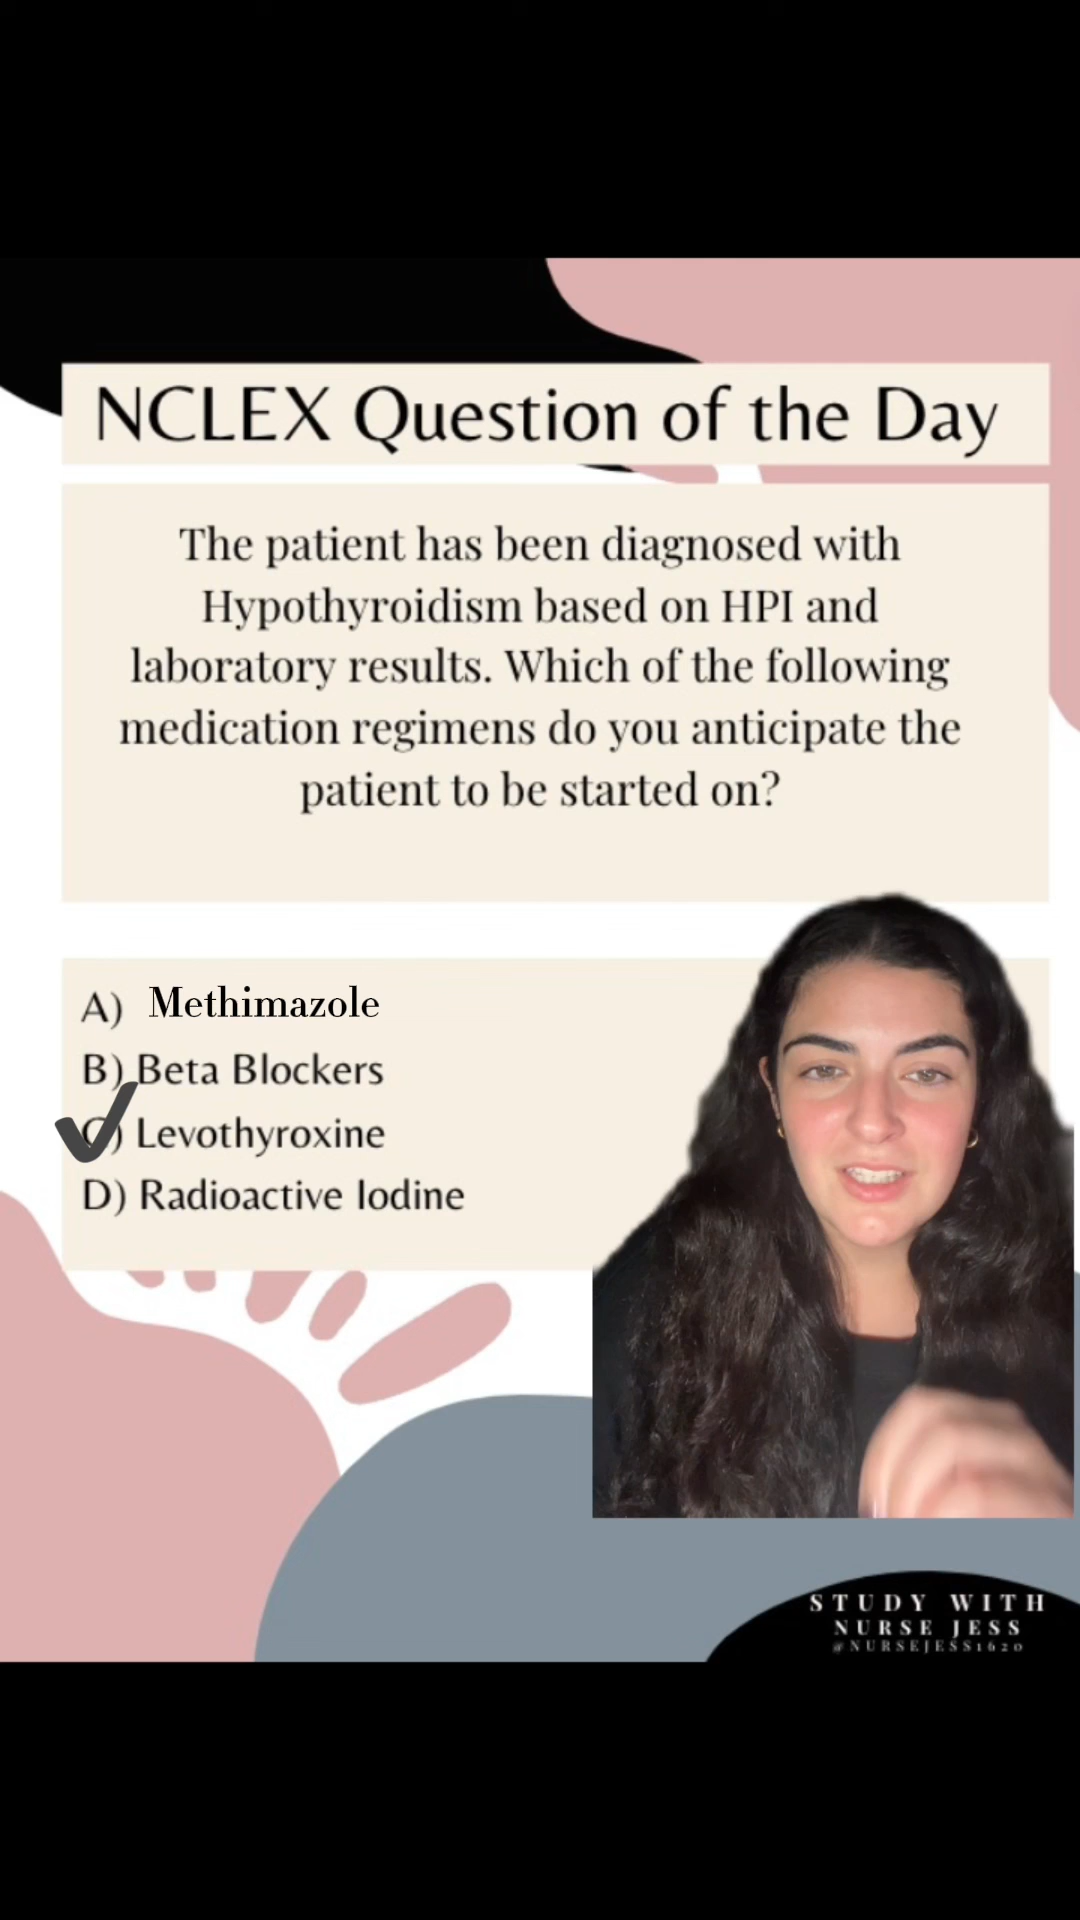 NCLEX Question of the Day
The patient has been diagnosed with
Hypothyroidism based on HPI and
laboratory results. Which of the following
medication regimens do you anticipate the
patient to be started on?
A) Methimazole
B) Beta Blockers
C) Levothyroxine
D) Radioactive Iodine
STUDY WITH
NURSE JESS
@NURSEJESS1620